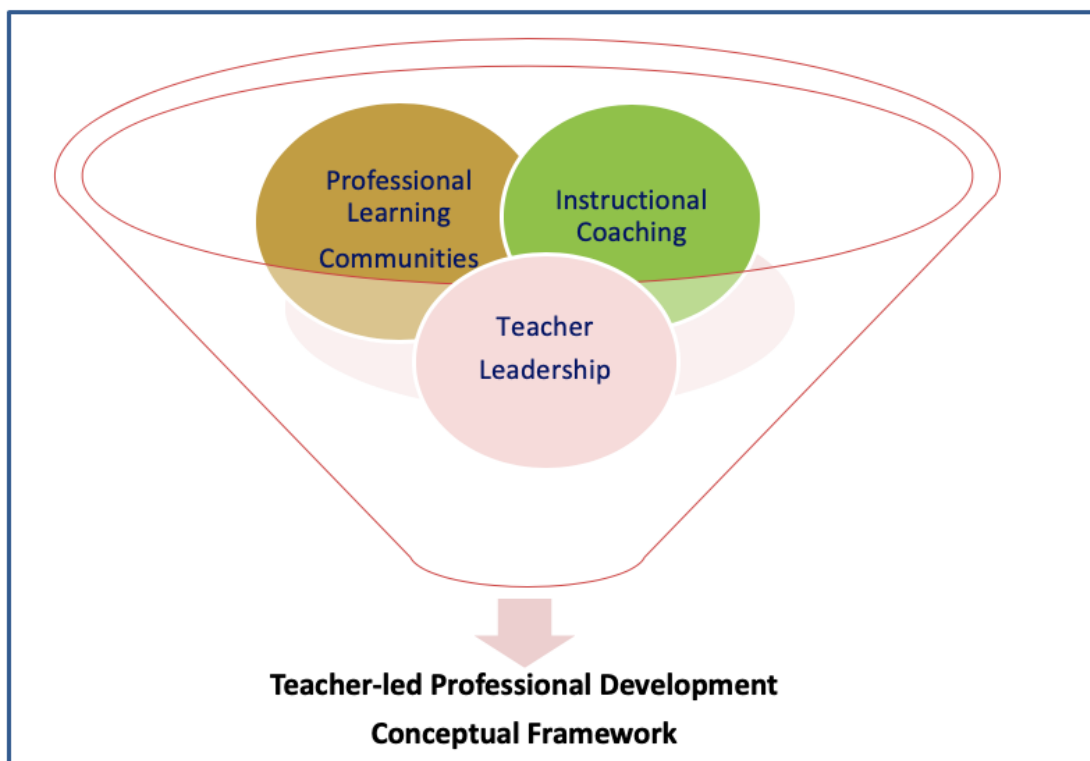 Professional
Learning
Communities
Instructional
Coaching
Teacher
Leadership
Teacher-led Professional Development
Conceptual Framework